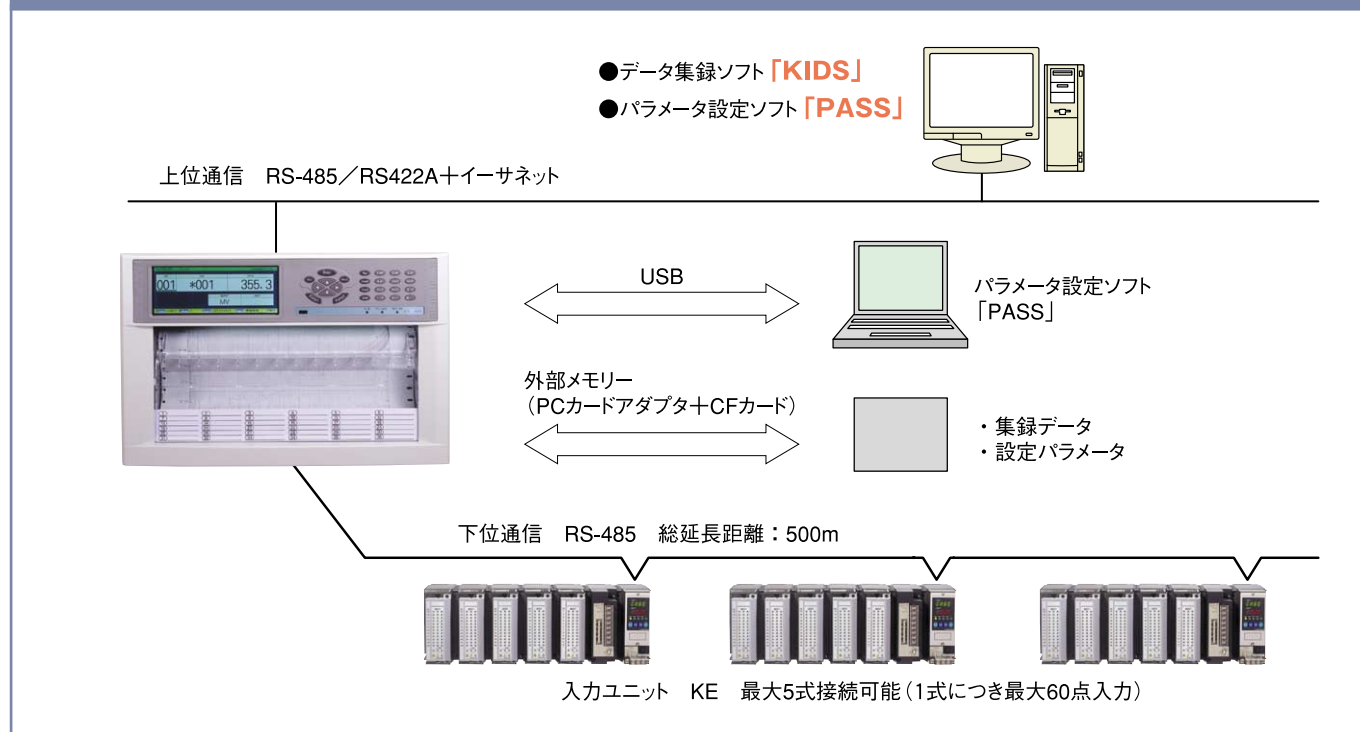 ●データ集録ソフト「KIDS」
●パラメータ設定ソフト「PASS」
上位通信 RS-485／RS422A＋イーサネット
001 *001 355.3
MV
USB
パラメータ設定ソフト
「PASS」
外部メモリー
（PCカードアダプタ＋CFカード）
・集録データ
・設定パラメータ
下位通信 RS-485 総延長距離：500m
入力ユニット KE 最大5式接続可能（1式につき最大60点入力）